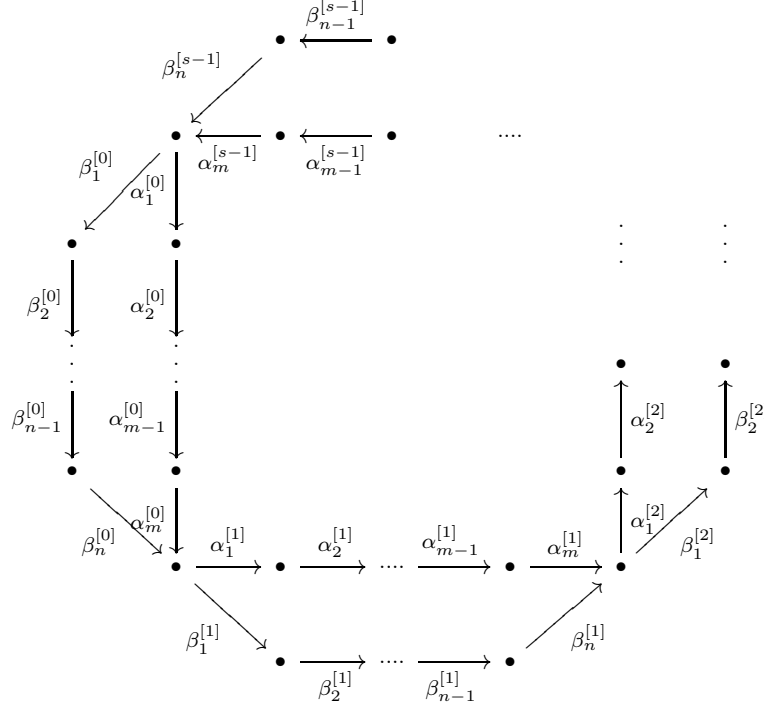 β_{n-1}^{[s-1]}
β_n^{[s-1]}
α_m^{[s-1]} α_{m-1}^{[s-1]} ....
β_1^{[0]} α_1^{[0]}
β_2^{[0]} α_2^{[0]}
β_{n-1}^{[0]} α_{m-1}^{[0]} α_2^{[2]} β_2^{[2
β_n^{[0]} α_m^{[0]} α_1^{[2]} β_1^{[2]}
α_1^{[1]} α_2^{[1]} .... α_{m-1}^{[1]} α_m^{[1]}
β_1^{[1]} β_n^{[1]}
β_2^{[1]} .... β_{n-1}^{[1]}